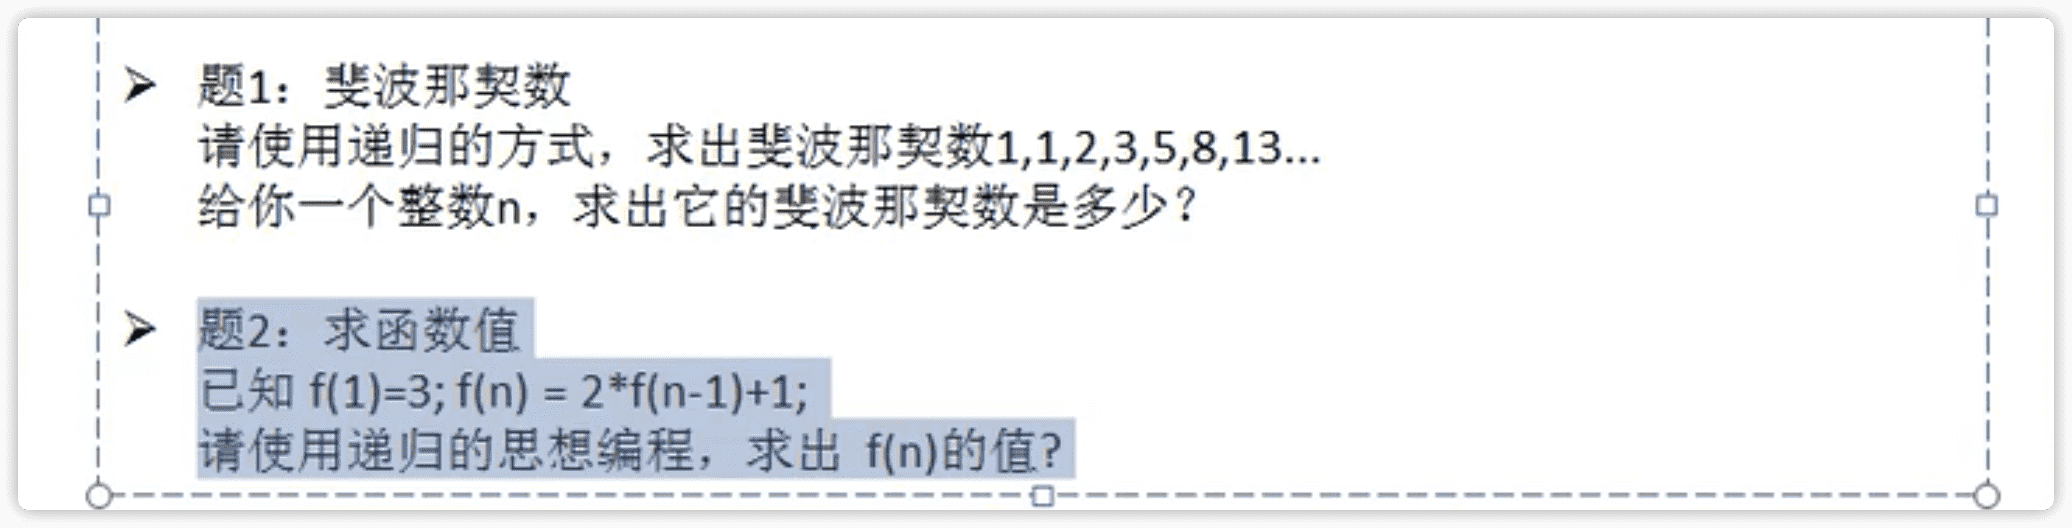 题1：斐波那契数
请使用递归的方式，求出斐波那契数1,1,2,3,5,8,13...
给你一个整数n，求出它的斐波那契数是多少？
题2：求函数值
已知 f(1)=3; f(n) = 2*f(n-1)+1;
请使用递归的思想编程，求出 f(n)的值?